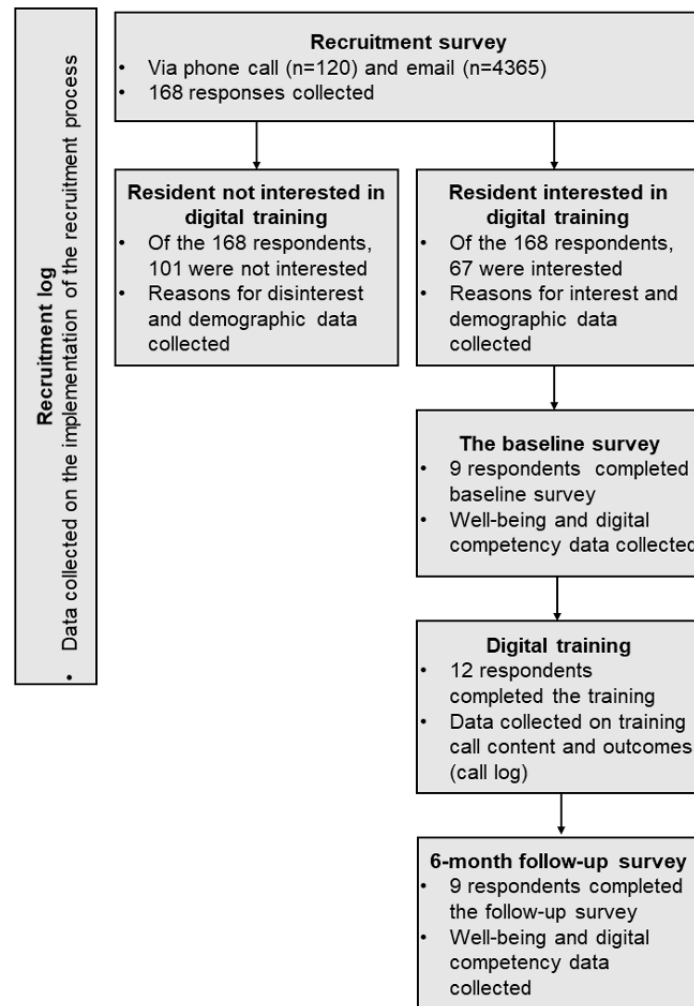 Recruitment log
• Data collected on the implementation of the recruitment process
Recruitment survey
• Via phone call (n=120) and email (n=4365)
• 168 responses collected
Resident not interested in
digital training
• Of the 168 respondents,
101 were not interested
• Reasons for disinterest
and demographic data
collected
Resident interested in
digital training
• Of the 168 respondents,
67 were interested
• Reasons for interest and
demographic data
collected
The baseline survey
• 9 respondents completed
baseline survey
• Well-being and digital
competency data collected
Digital training
• 12 respondents
completed the training
• Data collected on training
call content and outcomes
(call log)
6-month follow-up survey
• 9 respondents completed
the follow-up survey
• Well-being and digital
competency data
collected